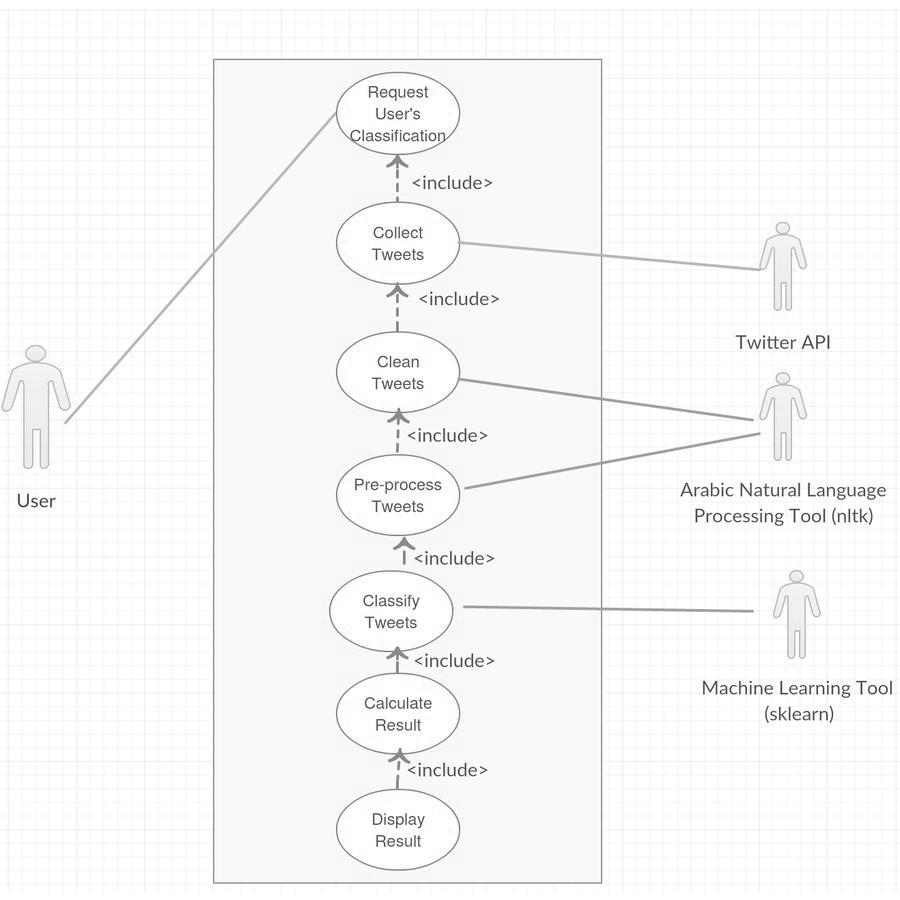 Request
User's
Classification
<include>
Collect
Tweets
<include>
Twitter API
Clean
Tweets
<include>
User
Pre-process
Tweets
Arabic Natural Language
Processing Tool (nltk)
<include>
Classify
Tweets
<include>
Machine Learning Tool
(sklearn)
Calculate
Result
<include>
Display
Result